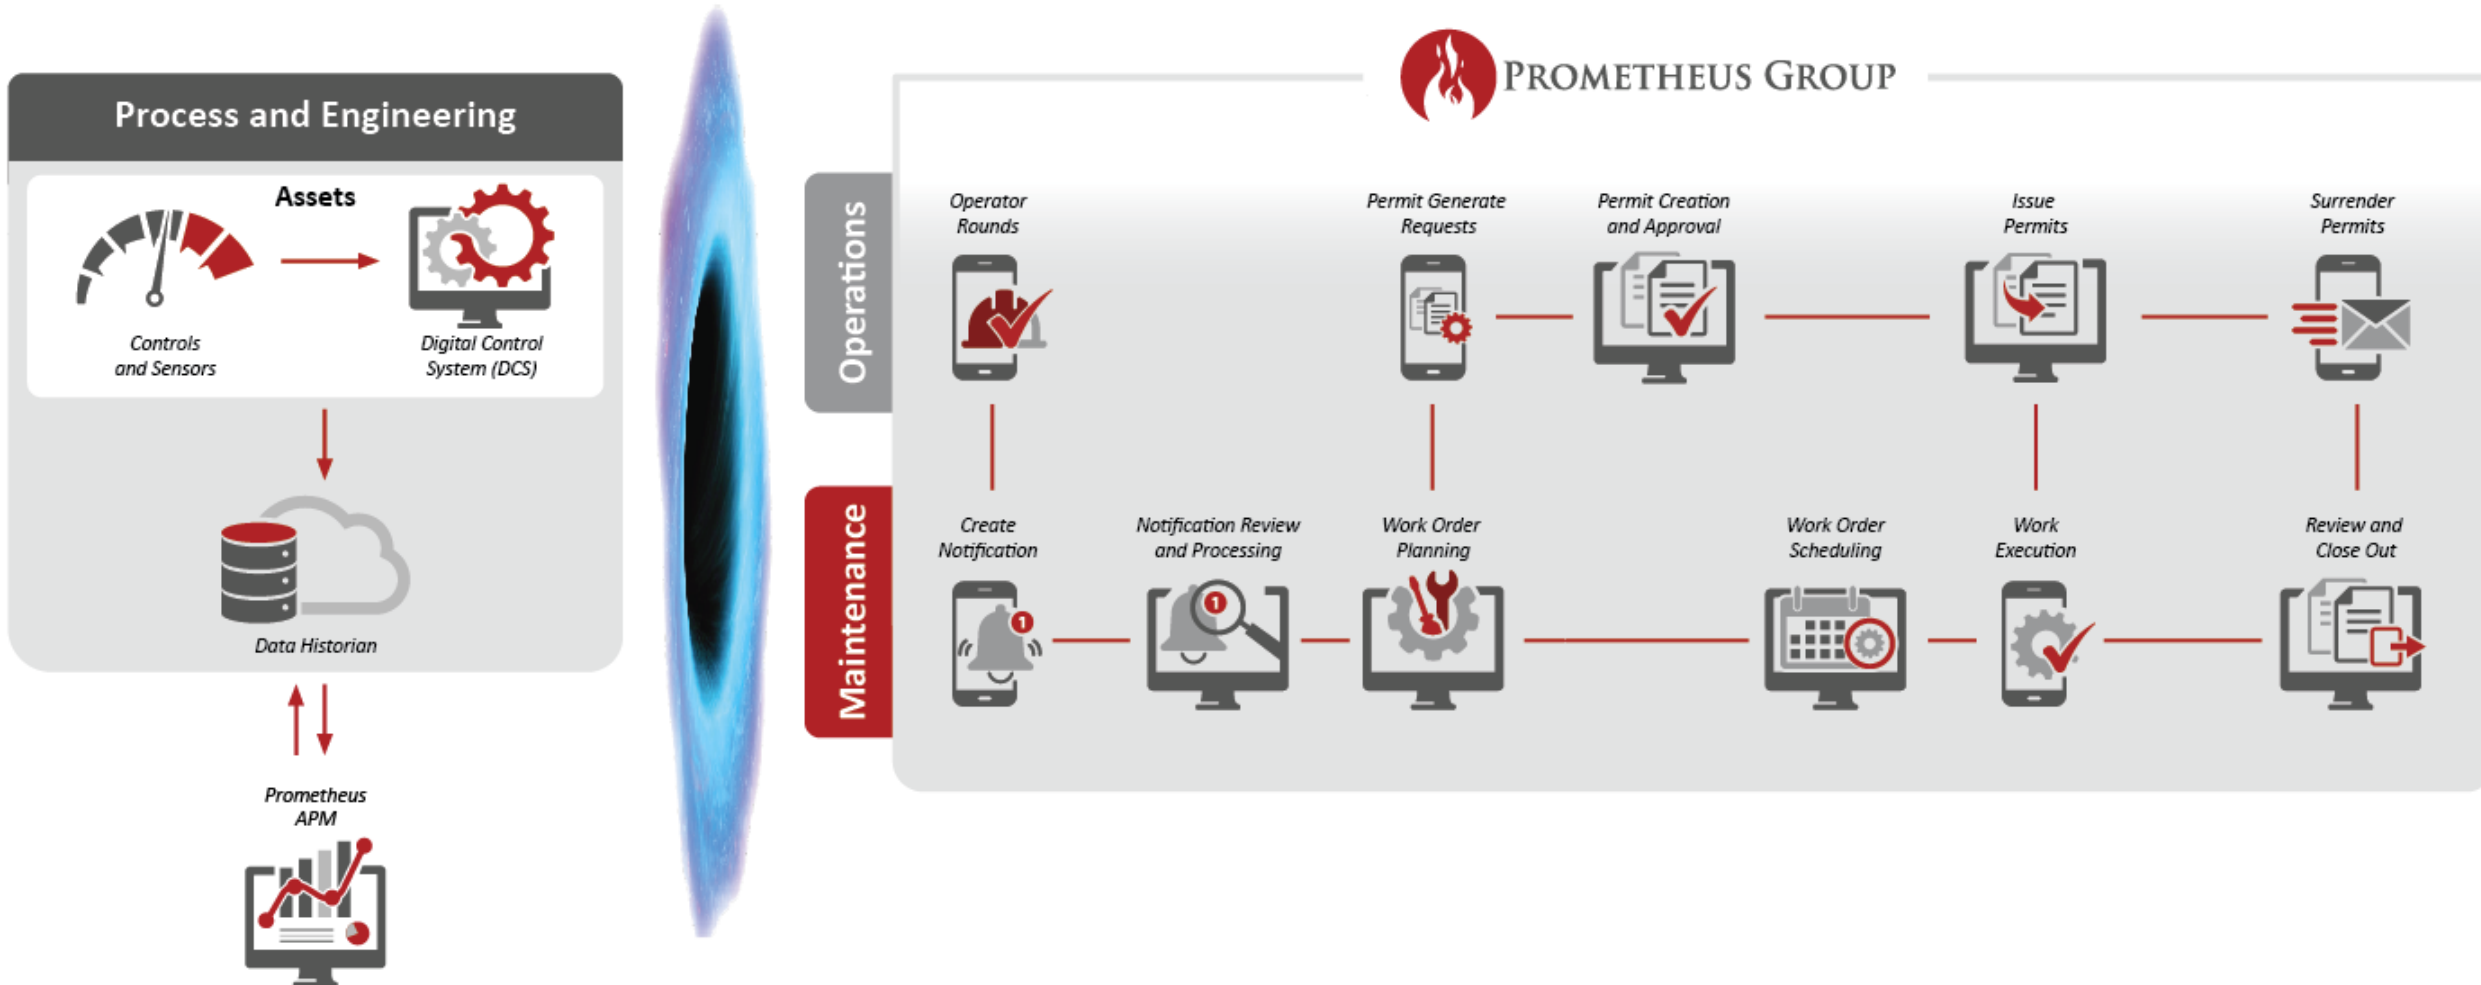 PROMETHEUS GROUP
Process and Engineering
Assets
Controls
and Sensors
Digital Control
System (DCS)
Data Historian
Prometheus
APM
Operations
Operator
Rounds
Permit Generate
Requests
Permit Creation
and Approval
Issue
Permits
Surrender
Permits
Maintenance
Create
Notification
1
Notification Review
and Processing
1
Work Order
Planning
Work Order
Scheduling
Work
Execution
Review and
Close Out